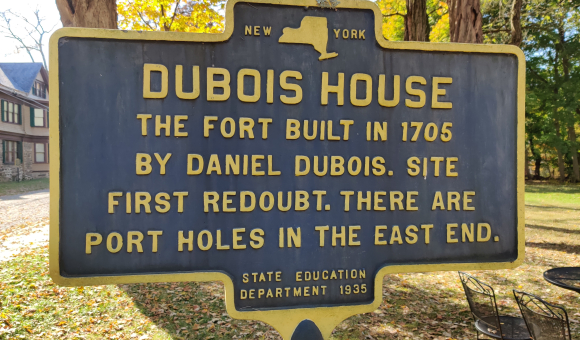 NEW YORK
DUBOIS HOUSE
THE FORT BUILT IN 1705
BY DANIEL DUBOIS. SITE
FIRST REDOUBT. THERE ARE
PORT HOLES IN THE EAST END.
STATE EDUCATION
DEPARTMENT 1935